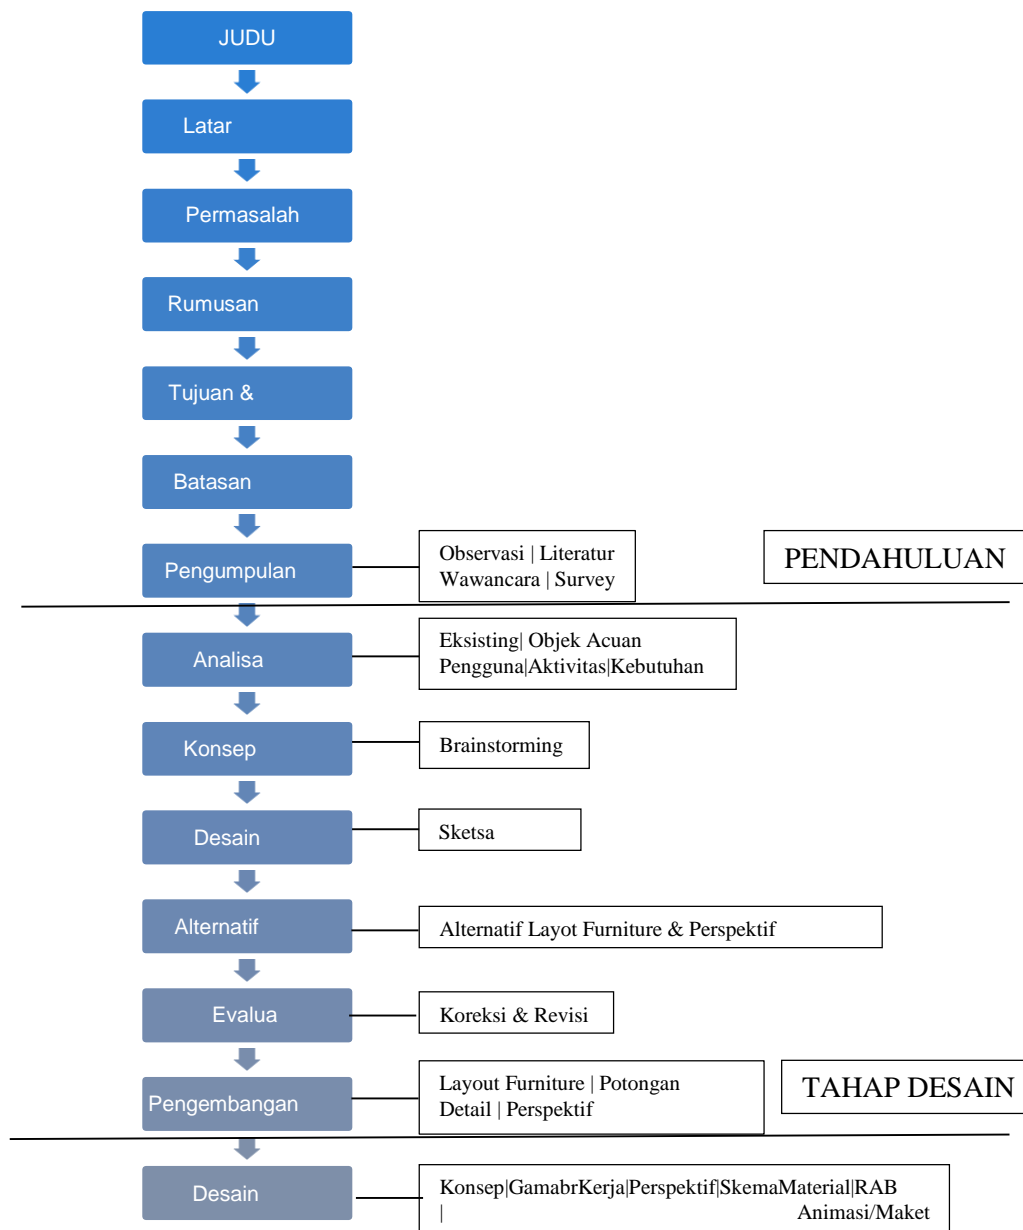 JUDU
Latar
Permasalah
Rumusan
Tujuan &
Batasan
Pengumpulan
Observasi | Literatur
Wawancara | Survey
PENDAHULUAN
Analisa
Eksisting| Objek Acuan
Pengguna|Aktivitas|Kebutuhan
Konsep
Brainstorming
Desain
Sketsa
Alternatif
Alternatif Layot Furniture & Perspektif
Evalua
Koreksi & Revisi
Pengembangan
Layout Furniture | Potongan
Detail | Perspektif
TAHAP DESAIN
Desain
Konsep|GamabrKerja|Perspektif|SkemaMaterial|RAB
| Animasi/Maket